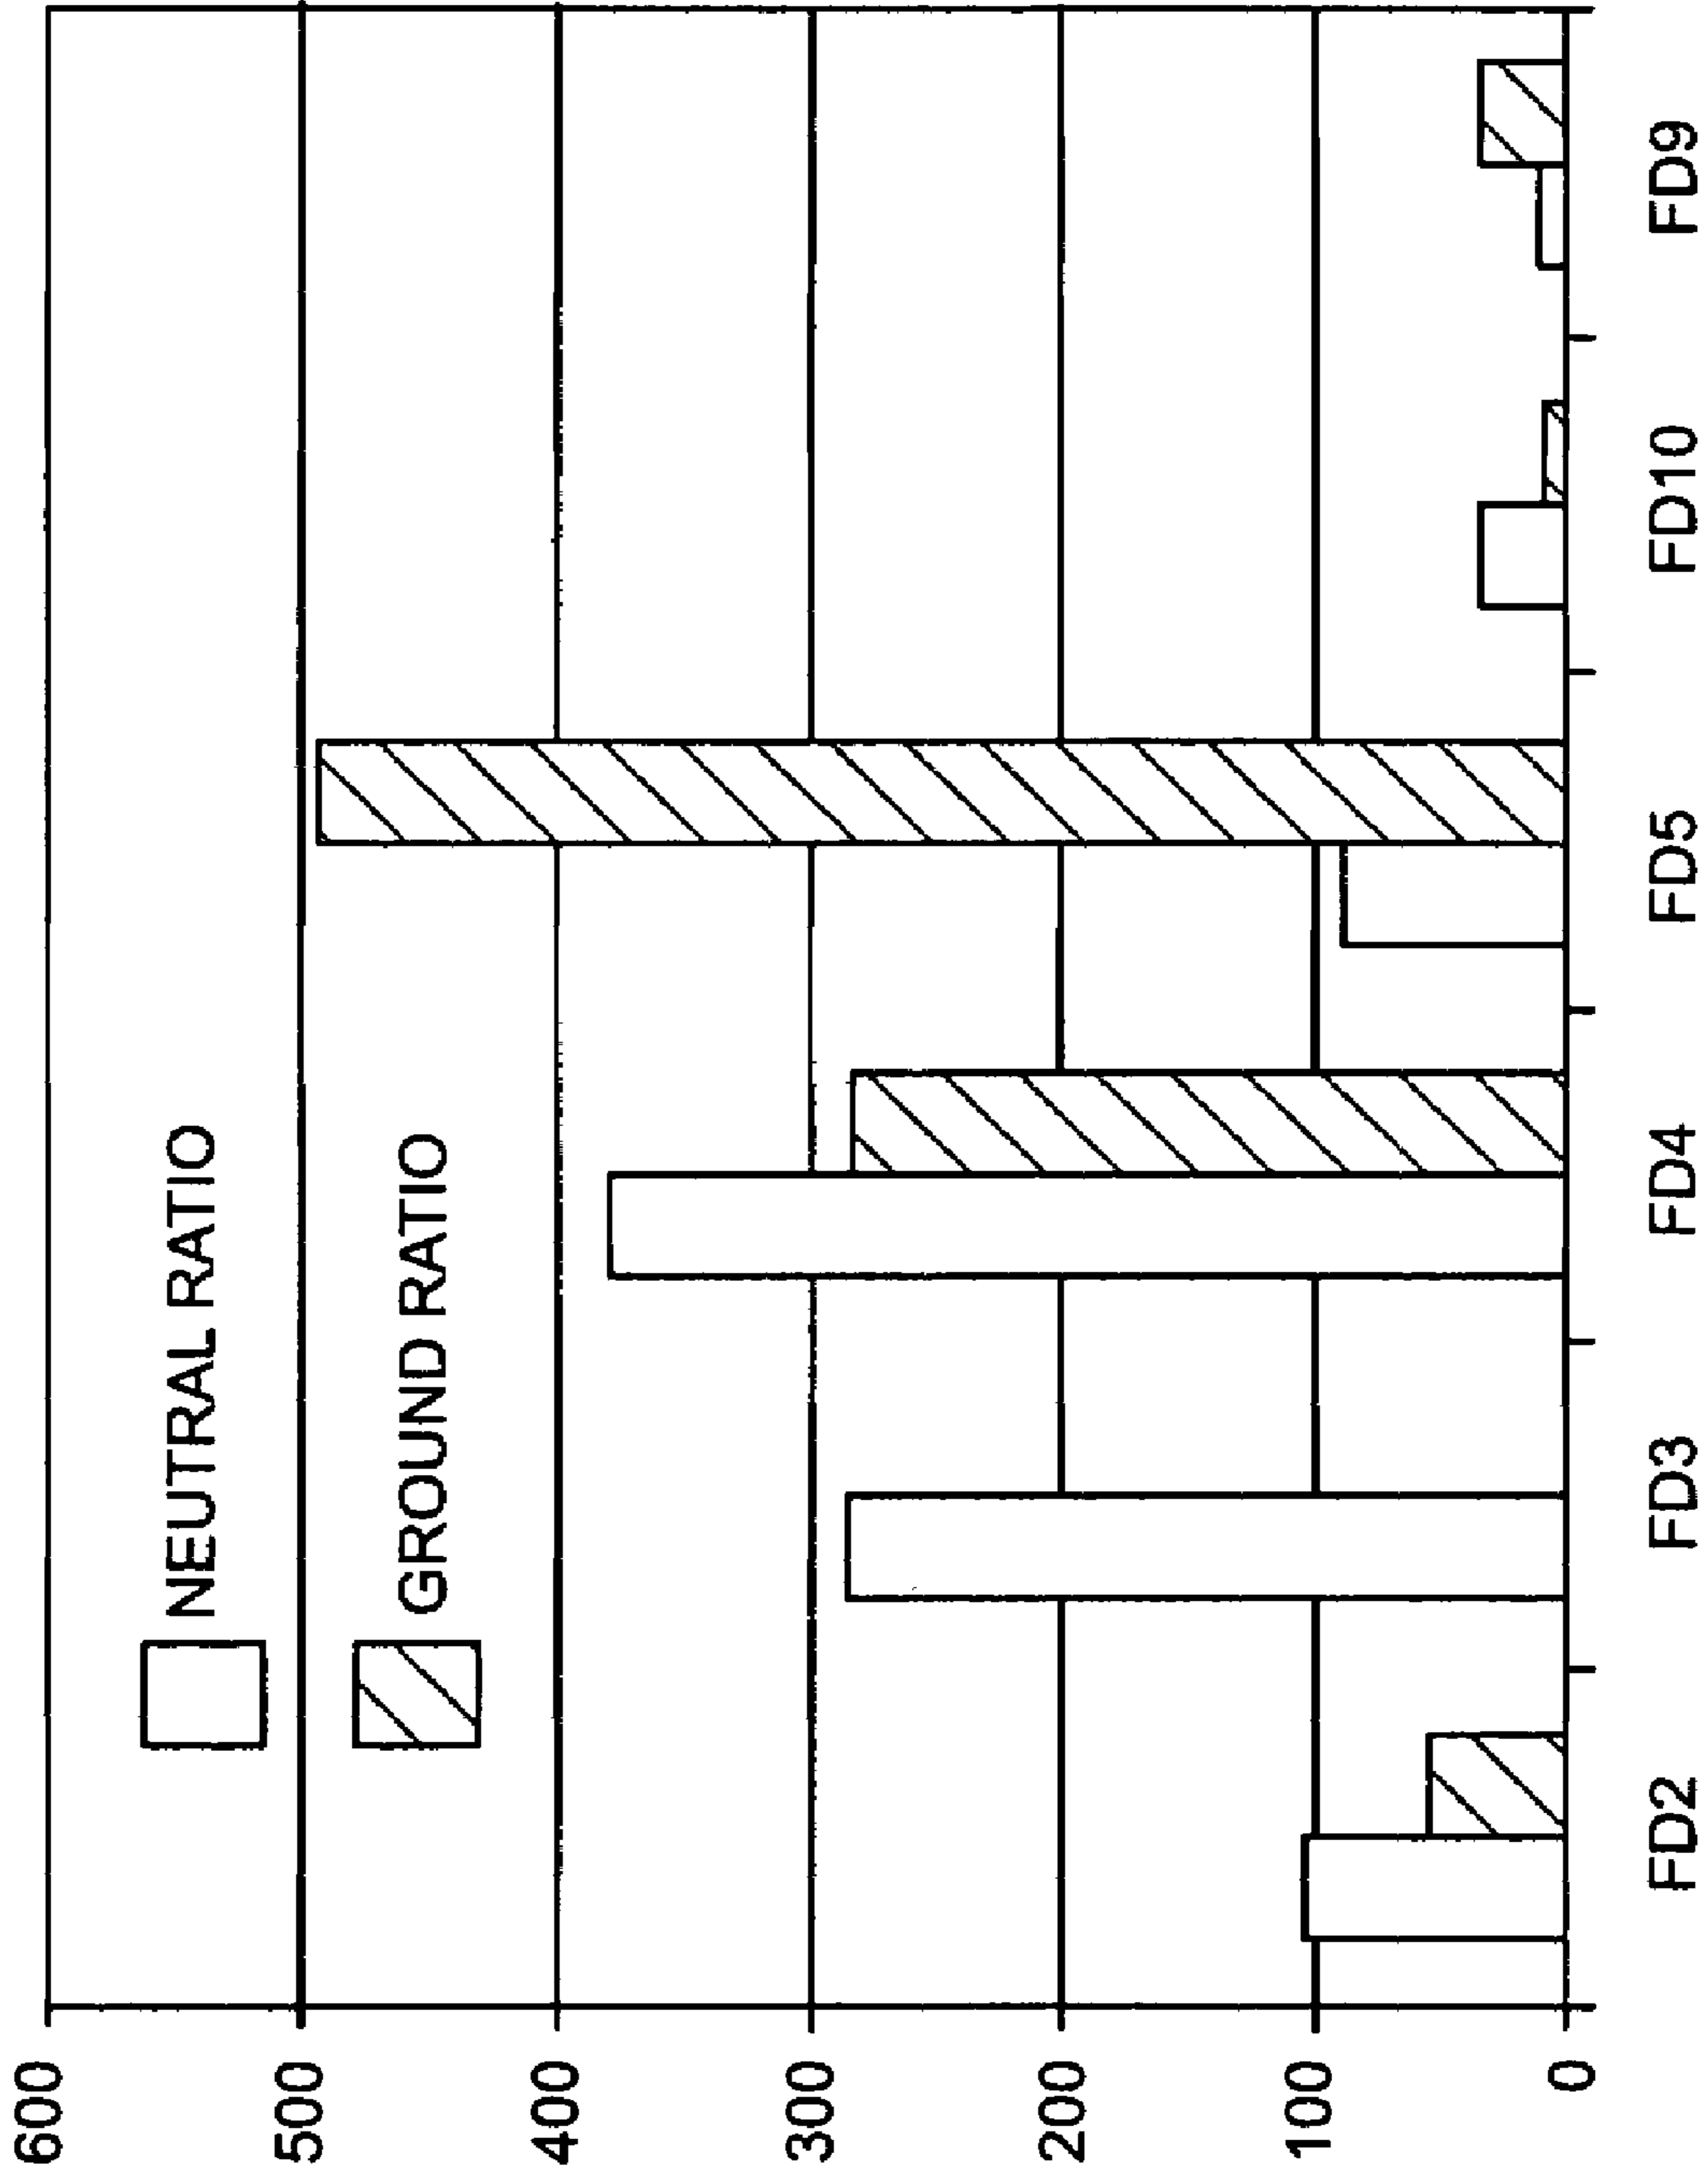 600
500
400
300
200
100
0
NEUTRAL RATIO
GROUND RATIO
FD2
FD3
FD4
FD5
FD10
FD9